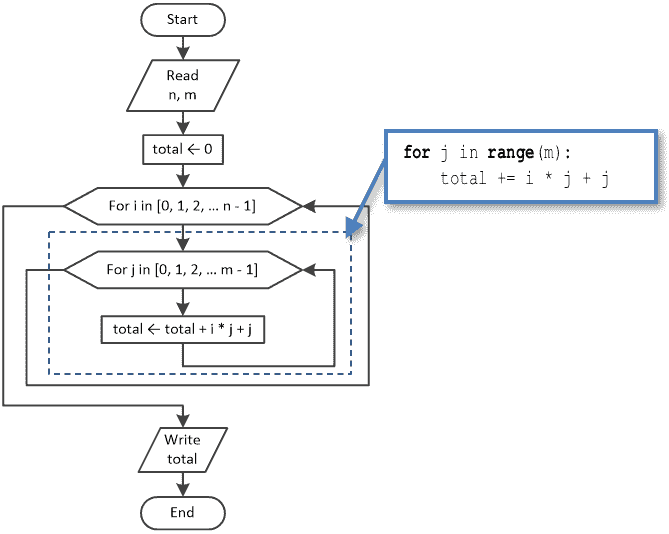 Start
Read
n, m
total ← 0
For i in [0, 1, 2, ... n - 1]
For j in [0, 1, 2, ... m - 1]
total ← total + i * j + j
Write
total
End
for j in range(m):
    total += i * j + j